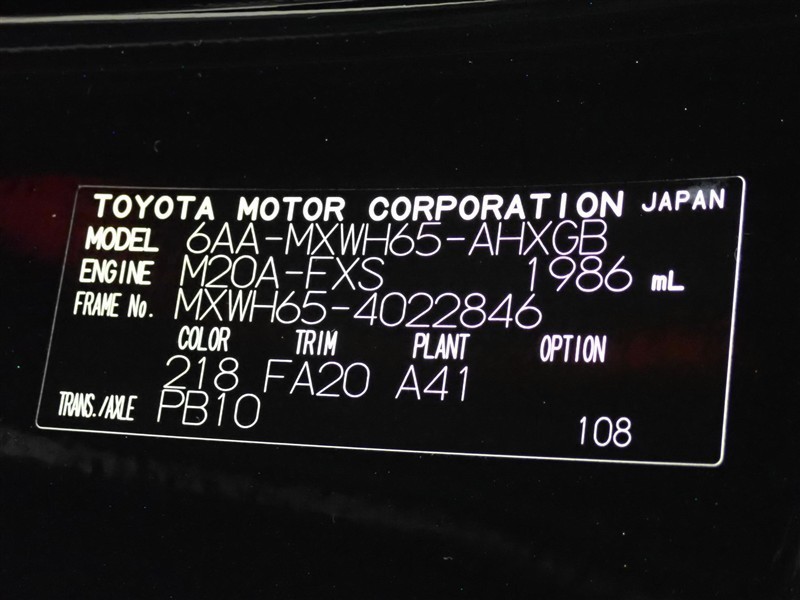 TOYOTA MOTOR CORPORATION JAPAN
MODEL 6AA-MXWH65-AHXGB
ENGINE M20A-FXS 1986 mL
FRAME No. MXWH65-4022846
COLOR TRIM PLANT OPTION
218 FA20 A41
TRANS./AXLE PB10
108